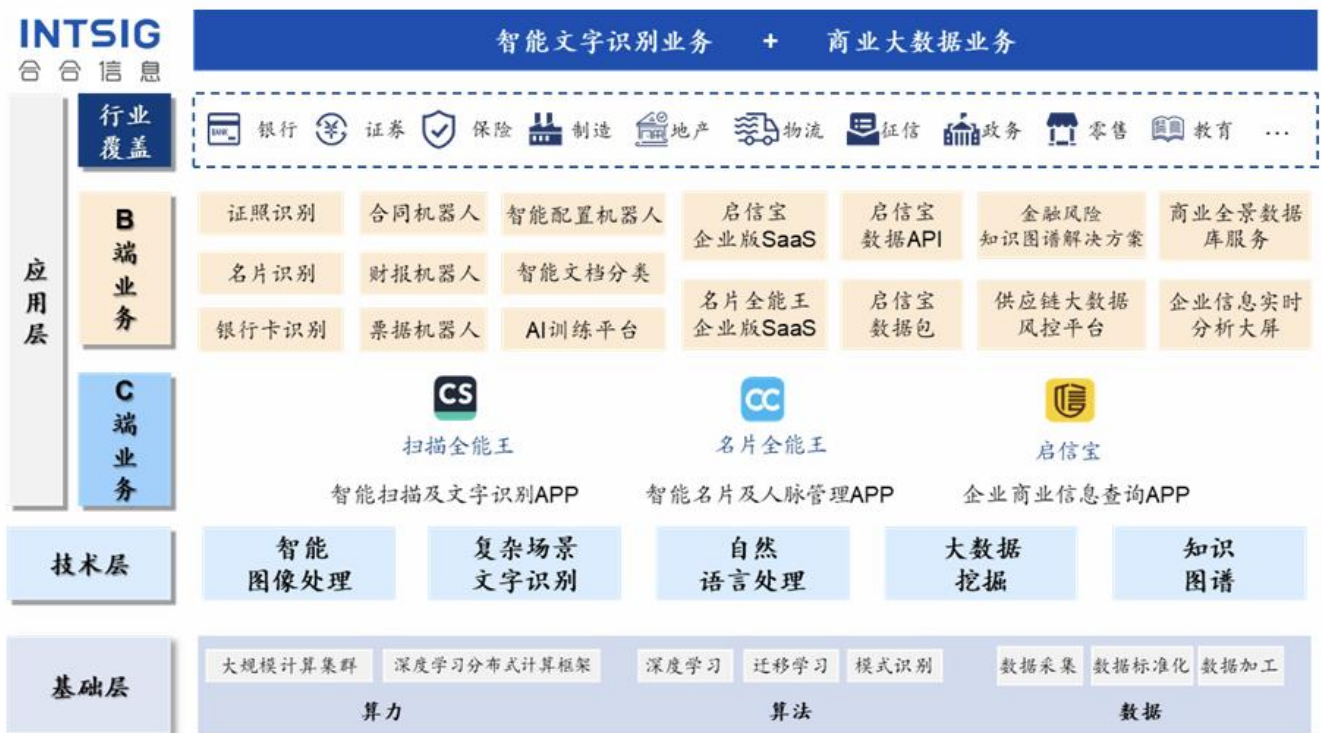 INTSIG
合合信息
智能文字识别业务 + 商业大数据业务
应用层
行业
覆盖
BANK 银行 证券 保险 制造 地产 物流 征信 政务 零售 教育 ...
B端业务
证照识别 合同机器人 智能配置机器人
名片识别 财报机器人 智能文档分类
银行卡识别 票据机器人 AI训练平台
启信宝
企业版SaaS
启信宝
数据API
金融风险
知识图谱解决方案
商业全景数据
库服务
名片全能王
企业版SaaS
启信宝
数据包
供应链大数据
风控平台
企业信息实时
分析大屏
C端业务
CS CC 信
扫描全能王 名片全能王 启信宝
智能扫描及文字识别APP 智能名片及人脉管理APP 企业商业信息查询APP
技术层
智能
图像处理
复杂场景
文字识别
自然
语言处理
大数据
挖掘
知识
图谱
基础层
大规模计算集群 深度学习分布式计算框架 深度学习 迁移学习 模式识别 数据采集 数据标准化 数据加工
算力 算法 数据